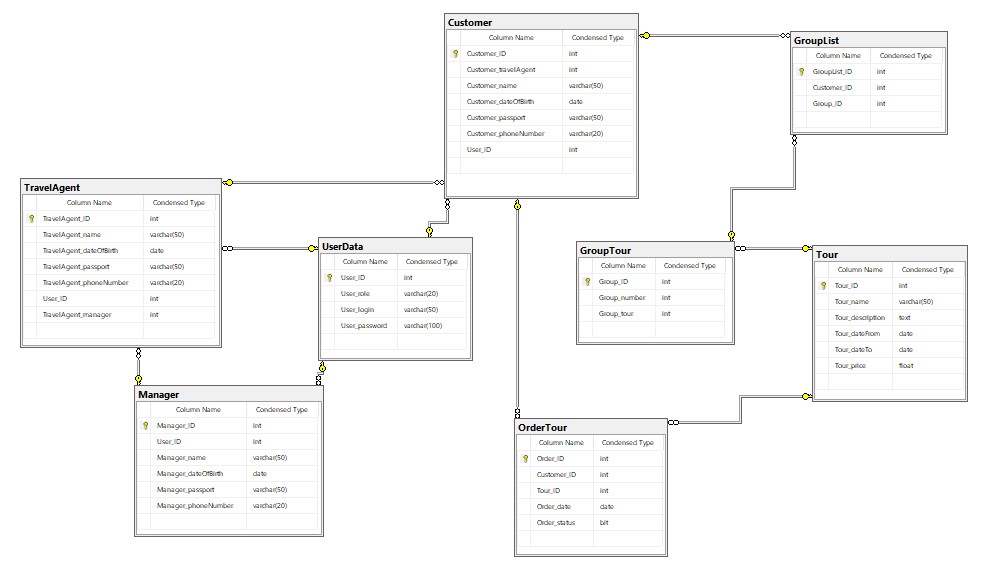 Customer
Column Name Condensed Type
Customer_ID int
Customer_travelAgent int
Customer_name varchar(50)
Customer_dateOfBirth date
Customer_passport varchar(50)
Customer_phoneNumber varchar(20)
User_ID int
GroupList
Column Name Condensed Type
GroupList_ID int
Customer_ID int
Group_ID int
TravelAgent
Column Name Condensed Type
TravelAgent_ID int
TravelAgent_name varchar(50)
TravelAgent_dateOfBirth date
TravelAgent_passport varchar(50)
TravelAgent_phoneNumber varchar(20)
User_ID int
TravelAgent_manager int
UserData
Column Name Condensed Type
User_ID int
User_role varchar(20)
User_login varchar(50)
User_password varchar(100)
GroupTour
Column Name Condensed Type
Group_ID int
Group_number int
Group_tour int
Tour
Column Name Condensed Type
Tour_ID int
Tour_name varchar(50)
Tour_description text
Tour_dateFrom date
Tour_dateTo date
Tour_price float
Manager
Column Name Condensed Type
Manager_ID int
User_ID int
Manager_name varchar(50)
Manager_dateOfBirth date
Manager_passport varchar(50)
Manager_phoneNumber varchar(20)
OrderTour
Column Name Condensed Type
Order_ID int
Customer_ID int
Tour_ID int
Order_date date
Order_status bit